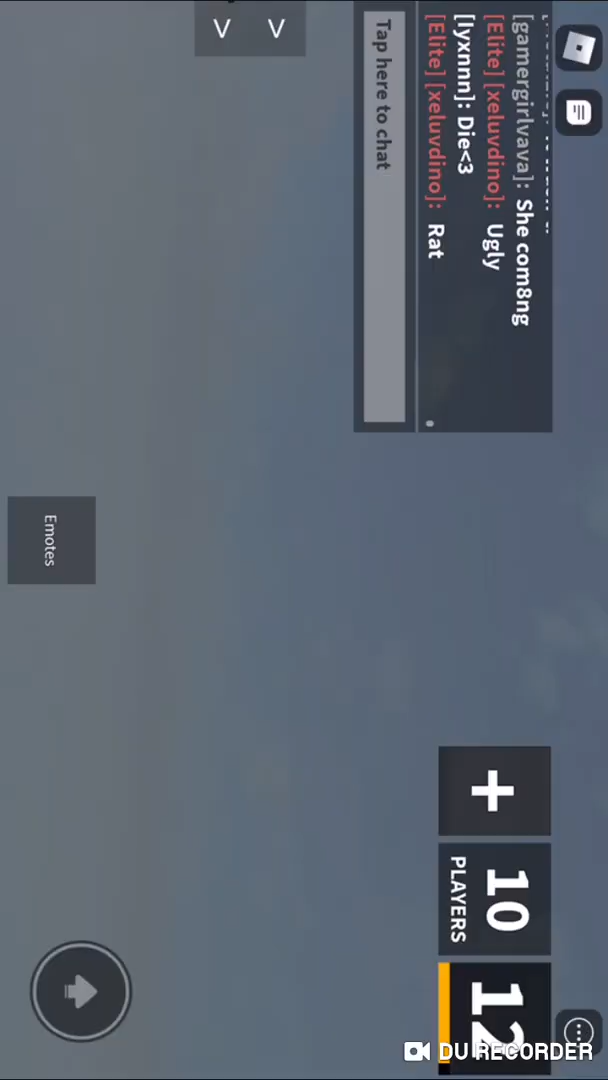 [gamergirlvava]: She com8ng
[Elite] [xeluvdino]: Ugly
[lyxnnn]: Die<3
[Elite] [xeluvdino]: Rat
Tap here to chat
10
PLAYERS
12
Emotes
DU RECORDER